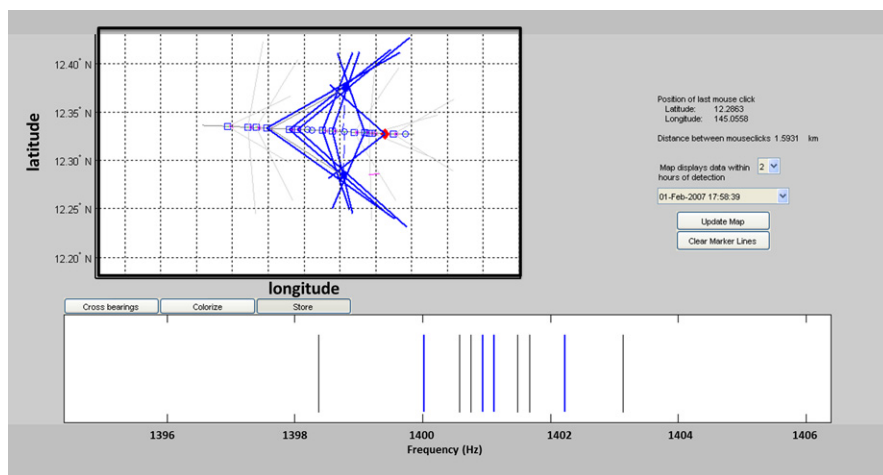 12.40° N
12.35° N
12.30° N
12.25° N
12.20° N
latitude
longitude
Position of last mouse click
Latitude: 12.2863
Longitude: 145.0558
Distance between mouseclicks 1.5931 km
Map displays data within 2
hours of detection
01-Feb-2007 17:58:39
Update Map
Clear Marker Lines
Cross bearings Colorize Store
1396 1398 1400 1402 1404 1406
Frequency (Hz)